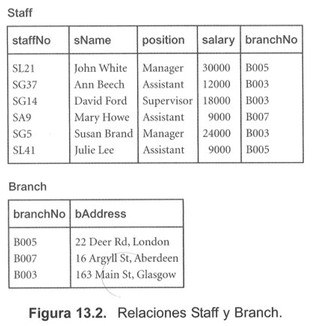 Staff
staffNo sName position salary branchNo
SL21 John White Manager 30000 B005
SG37 Ann Beech Assistant 12000 B003
SG14 David Ford Supervisor 18000 B003
SA9 Mary Howe Assistant 9000 B007
SG5 Susan Brand Manager 24000 B003
SL41 Julie Lee Assistant 9000 B005
Branch
branchNo bAddress
B005 22 Deer Rd, London
B007 16 Argyll St, Aberdeen
B003 163 Main St, Glasgow
Figura 13.2. Relaciones Staff y Branch.